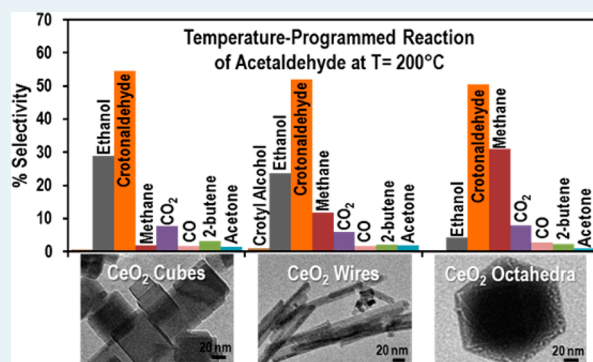 Temperature-Programmed Reaction
of Acetaldehyde at T= 200°C
% Selectivity
70
60
50
40
30
20
10
0
Ethanol
Crotonaldehyde
Methane
CO₂
CO
2-butene
Acetone
Crotyl Alcohol
Ethanol
Crotonaldehyde
Methane
CO₂
CO
2-butene
Acetone
Ethanol
Crotonaldehyde
Methane
CO₂
CO
2-butene
Acetone
CeO₂ Cubes
CeO₂ Wires
CeO₂ Octahedra
20 nm
20 nm
20 nm